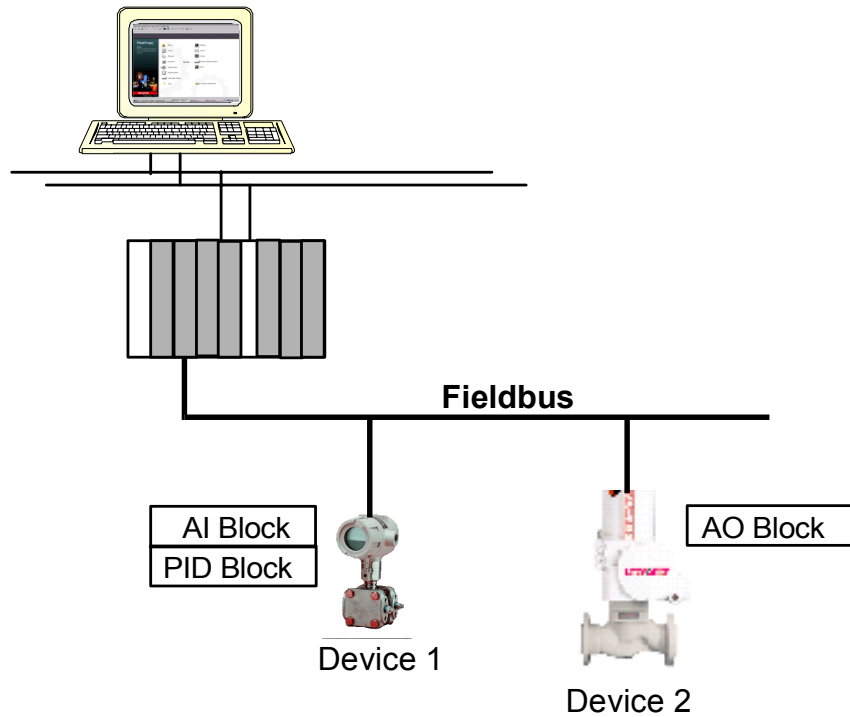 Fieldbus
AI Block
PID Block
AO Block
Device 1
Device 2